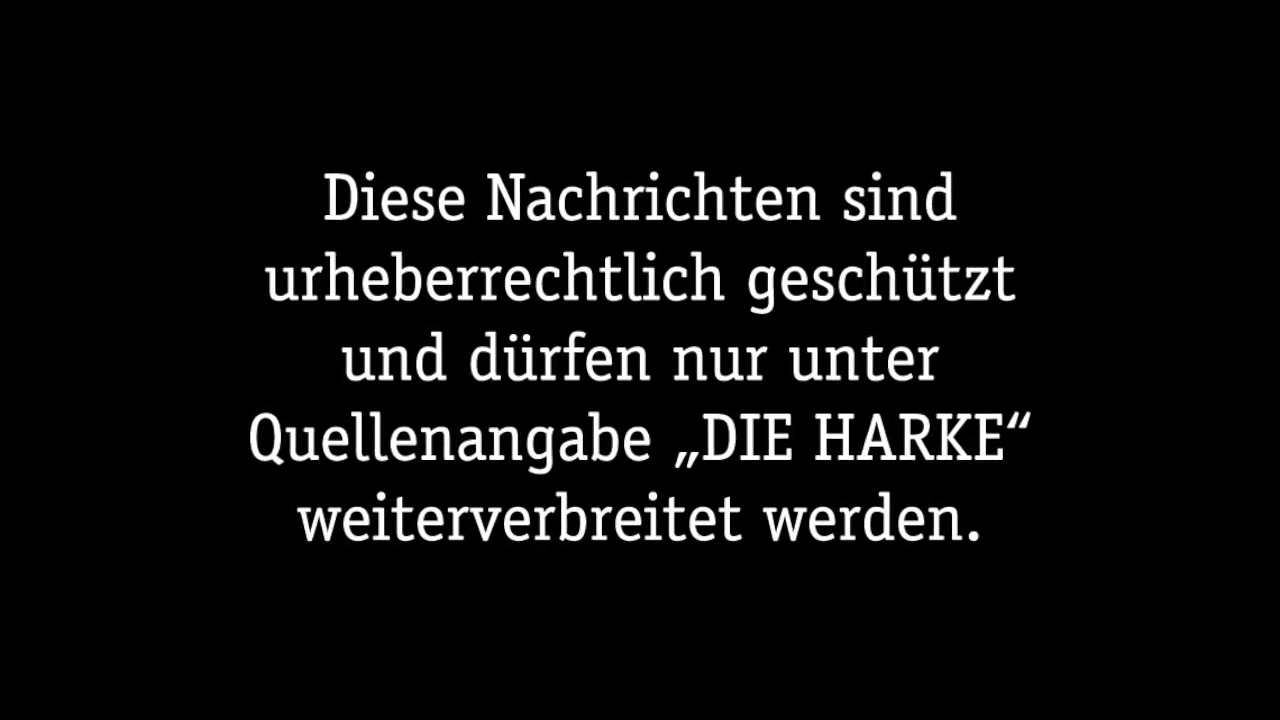 Diese Nachrichten sind
urheberrechtlich geschützt
und dürfen nur unter
Quellenangabe „DIE HARKE“
weiterverbreitet werden.